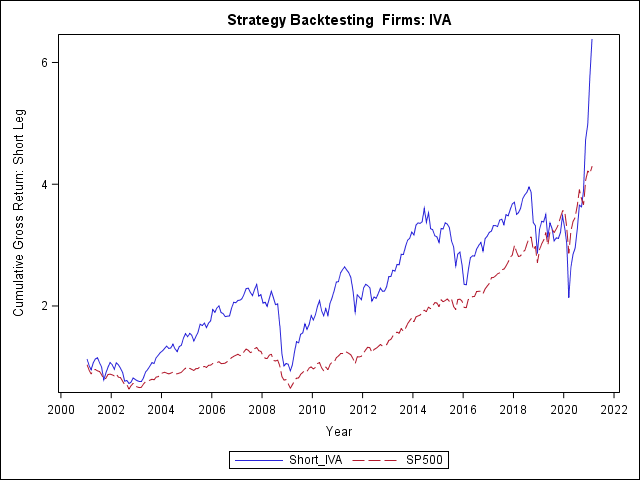 Strategy Backtesting  Firms: IVA
Cumulative Gross Return: Short Leg
6
4
2
2000 2002 2004 2006 2008 2010 2012 2014 2016 2018 2020 2022
Year
Short_IVA SP500